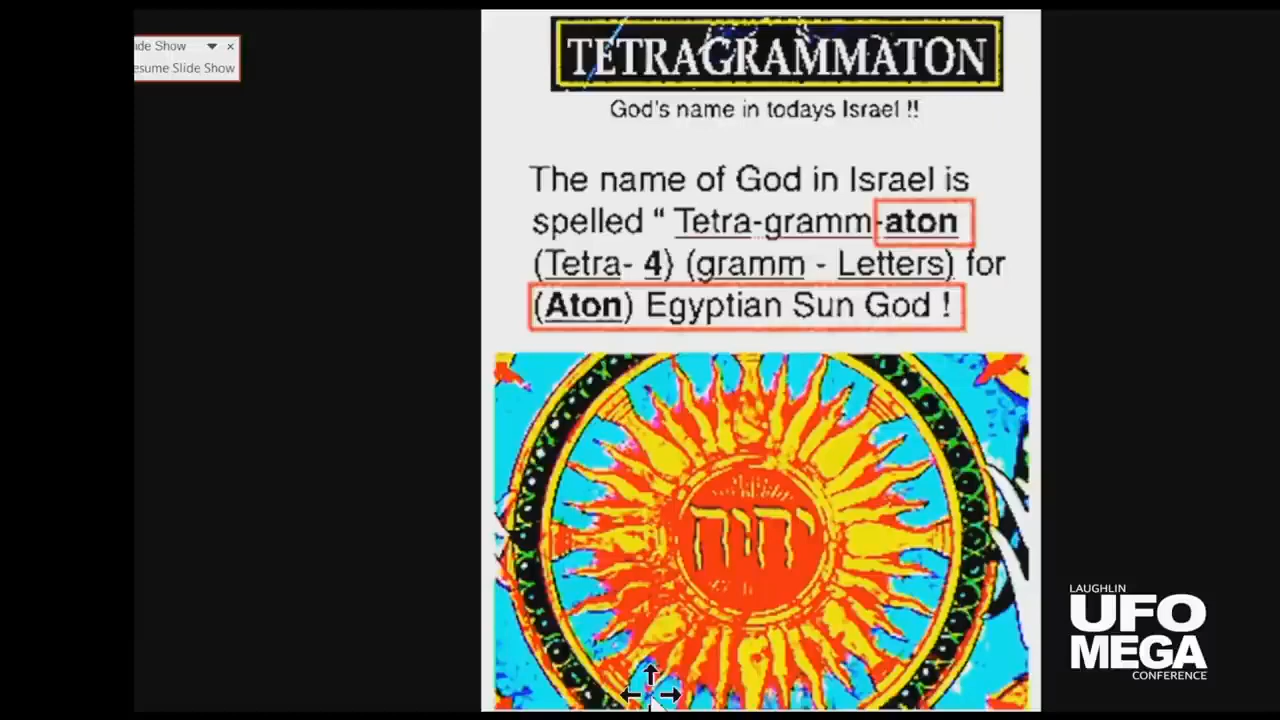 ide Show
esume Slide Show
TETRAGRAMMATON
God's name in todays Israel !!
The name of God in Israel is
spelled “ Tetra-gramm-aton
(Tetra- 4) (gramm - Letters) for
(Aton) Egyptian Sun God !
יהוה
LAUGHLIN
UFO
MEGA
CONFERENCE